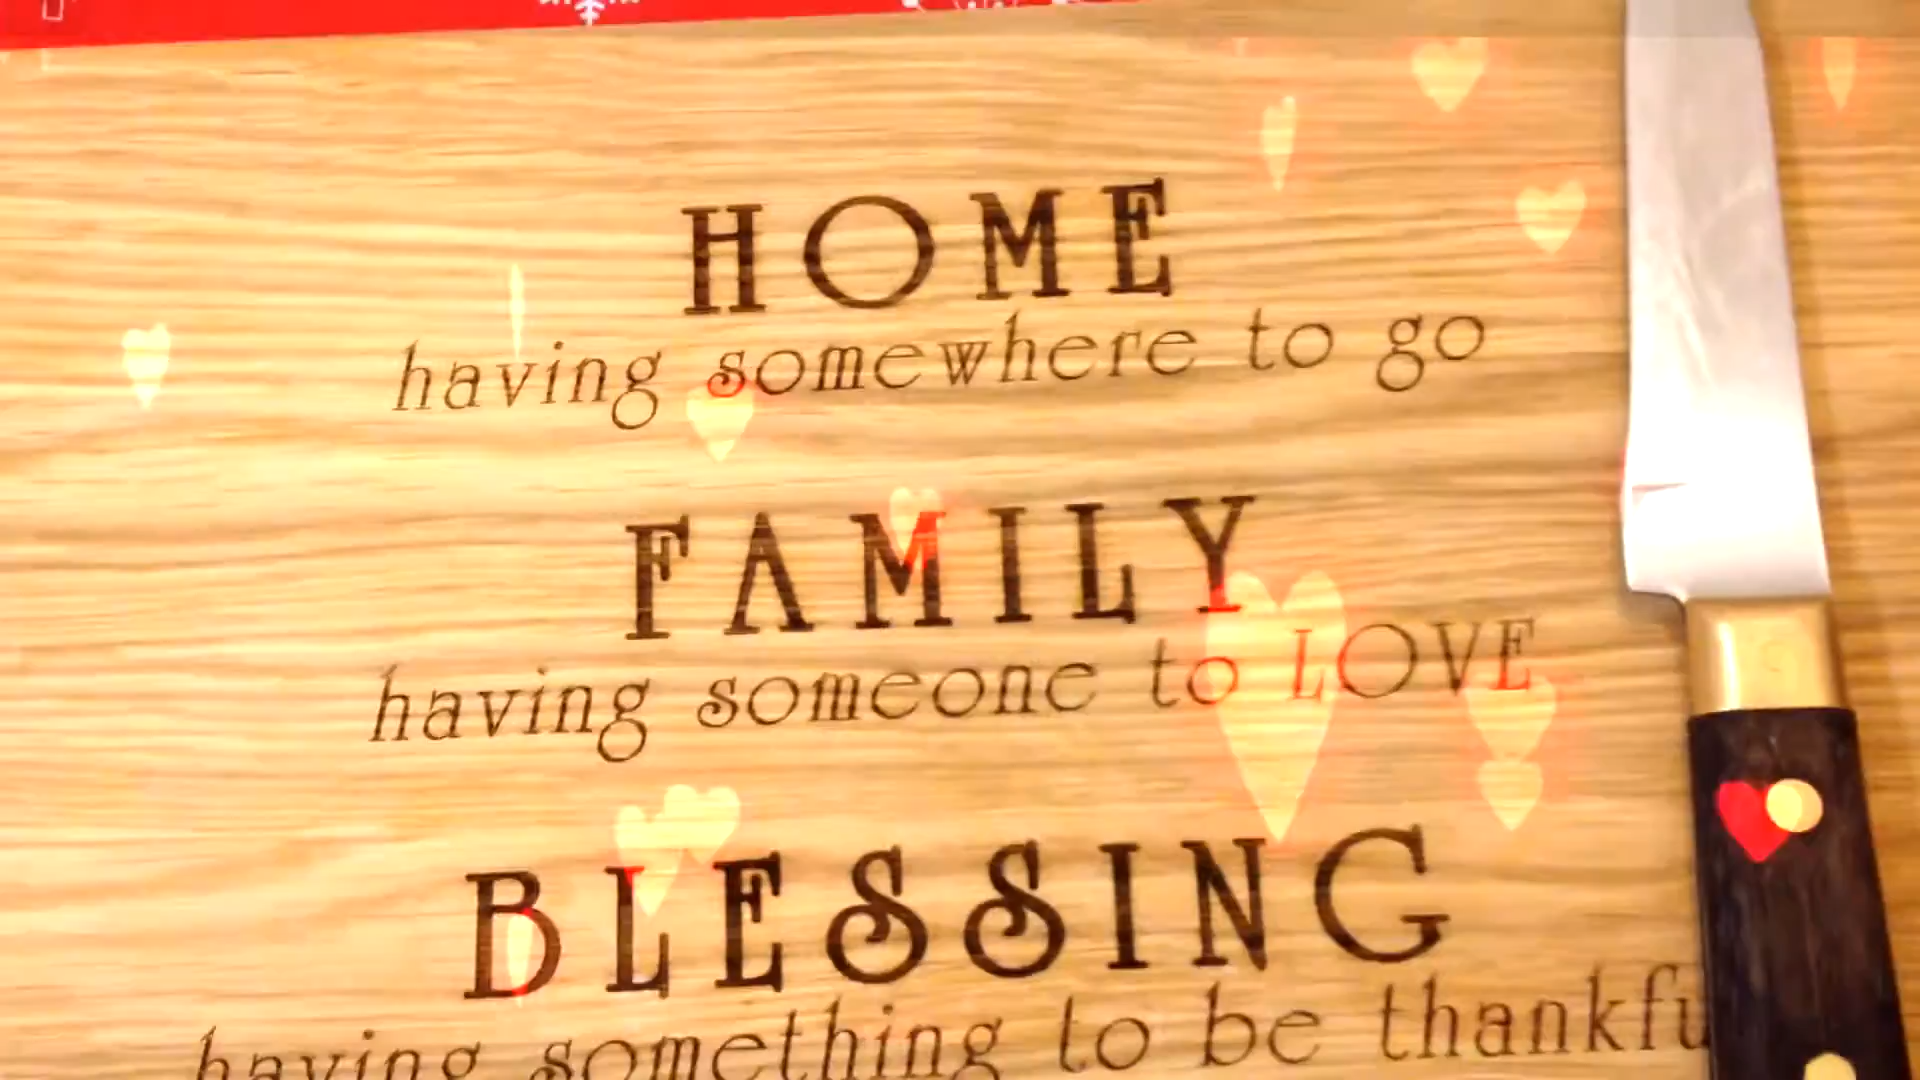 HOME
having somewhere to go
FAMILY
having someone to LOVE
BLESSING
having something to be thankfu